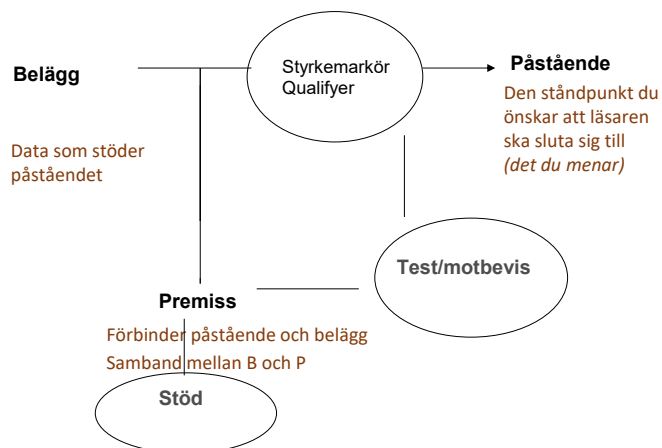 Belägg
Data som stöder
påståendet
Styrkemarkör
Qualifyer
Påstående
Den ståndpunkt du
önskar att läsaren
ska sluta sig till
(det du menar)
Test/motbevis
Premiss
Förbinder påstående och belägg
Samband mellan B och P
Stöd